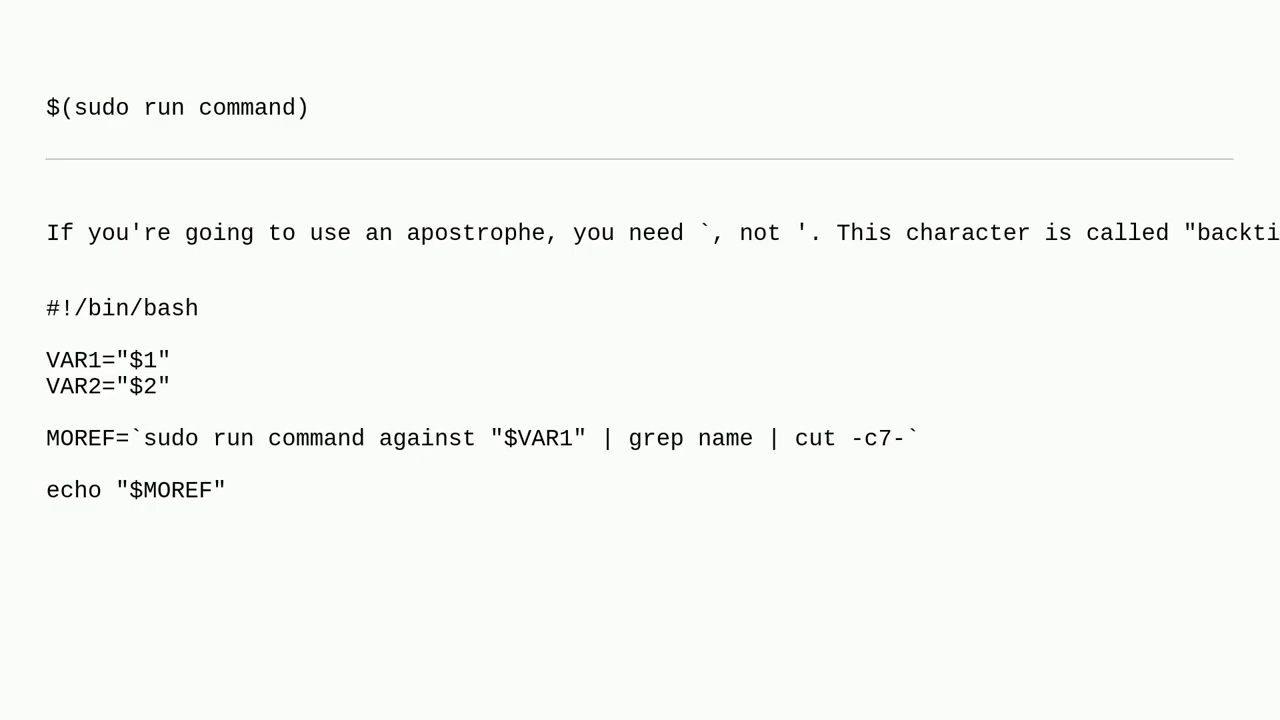 $(sudo run command)
If you're going to use an apostrophe, you need `, not '. This character is called "backti
#!/bin/bash
VAR1="$1"
VAR2="$2"
MOREF=`sudo run command against "$VAR1" | grep name | cut -c7-`
echo "$MOREF"